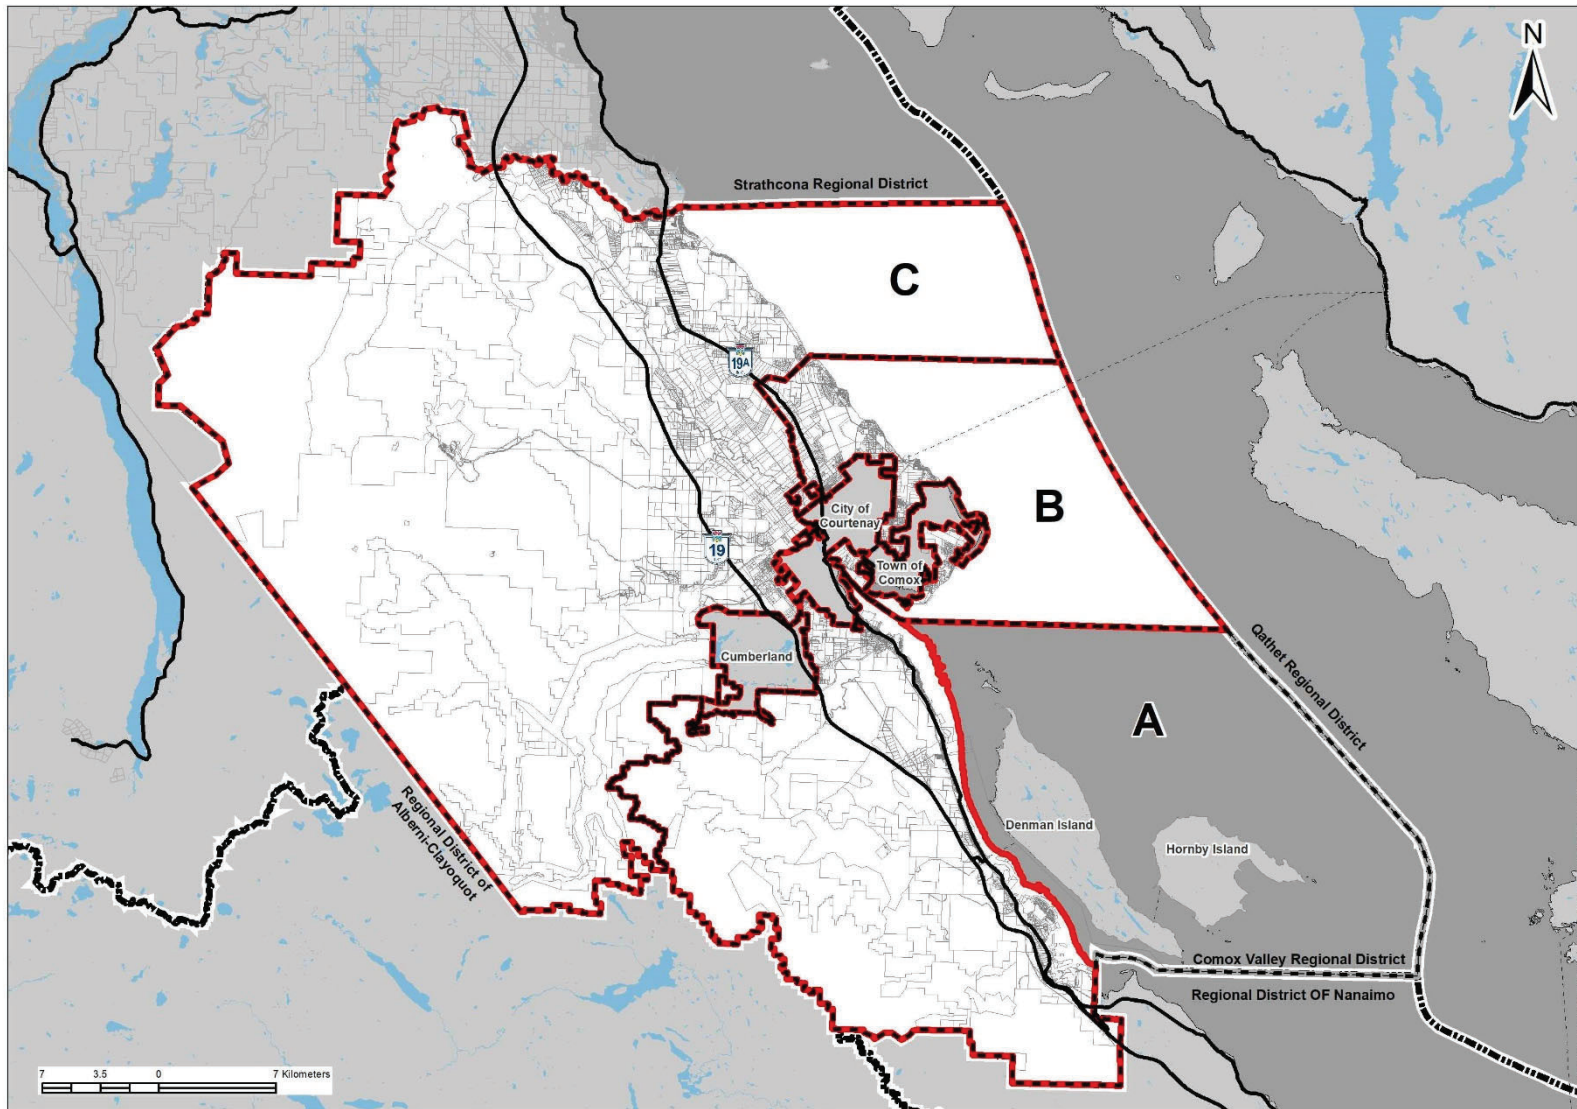 N
Strathcona Regional District
C
19A
B
City of
Courtenay
19
Town of
Comox
Cumberland
Qathet Regional District
A
Regional District of
Alberni-Clayoquot
Denman Island
Hornby Island
Comox Valley Regional District
Regional District OF Nanaimo
7 3.5 0 7 Kilometers